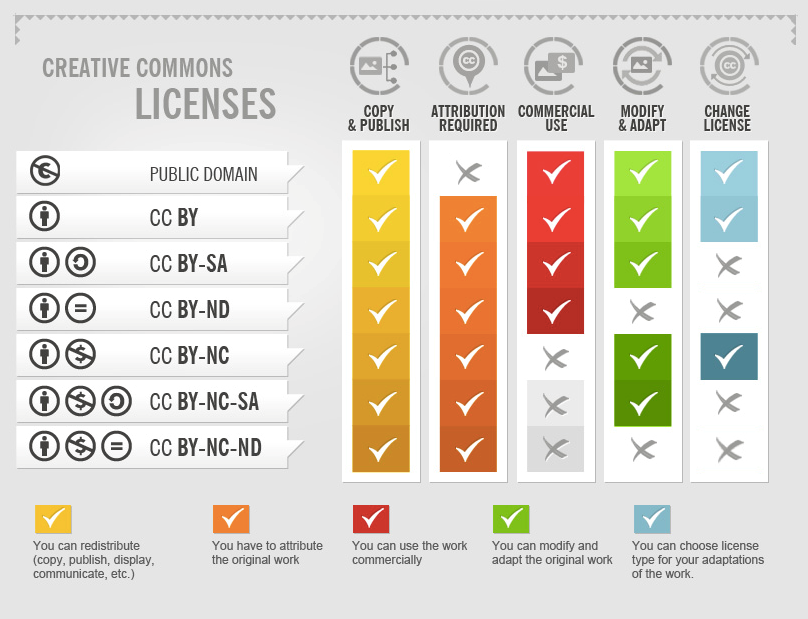 CREATIVE COMMONS
LICENSES
COPY
& PUBLISH
ATTRIBUTION
REQUIRED
COMMERCIAL
USE
MODIFY
& ADAPT
CHANGE
LICENSE
PUBLIC DOMAIN
CC BY
CC BY-SA
CC BY-ND
CC BY-NC
CC BY-NC-SA
CC BY-NC-ND
You can redistribute
(copy, publish, display,
communicate, etc.)
You have to attribute
the original work
You can use the work
commercially
You can modify and
adapt the original work
You can choose license
type for your adaptations
of the work.